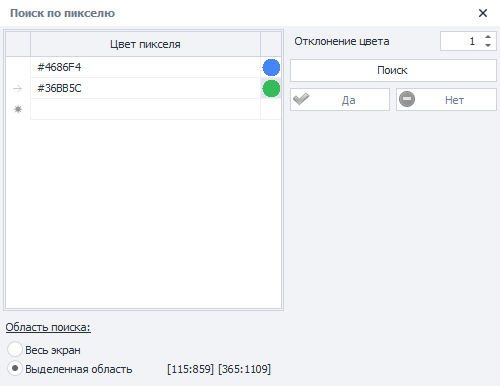 Поиск по пикселю
Цвет пикселя
#4686F4
#36BB5C
Отклонение цвета 1
Поиск
Да Нет
Область поиска:
Весь экран
Выделенная область [115:859] [365:1109]